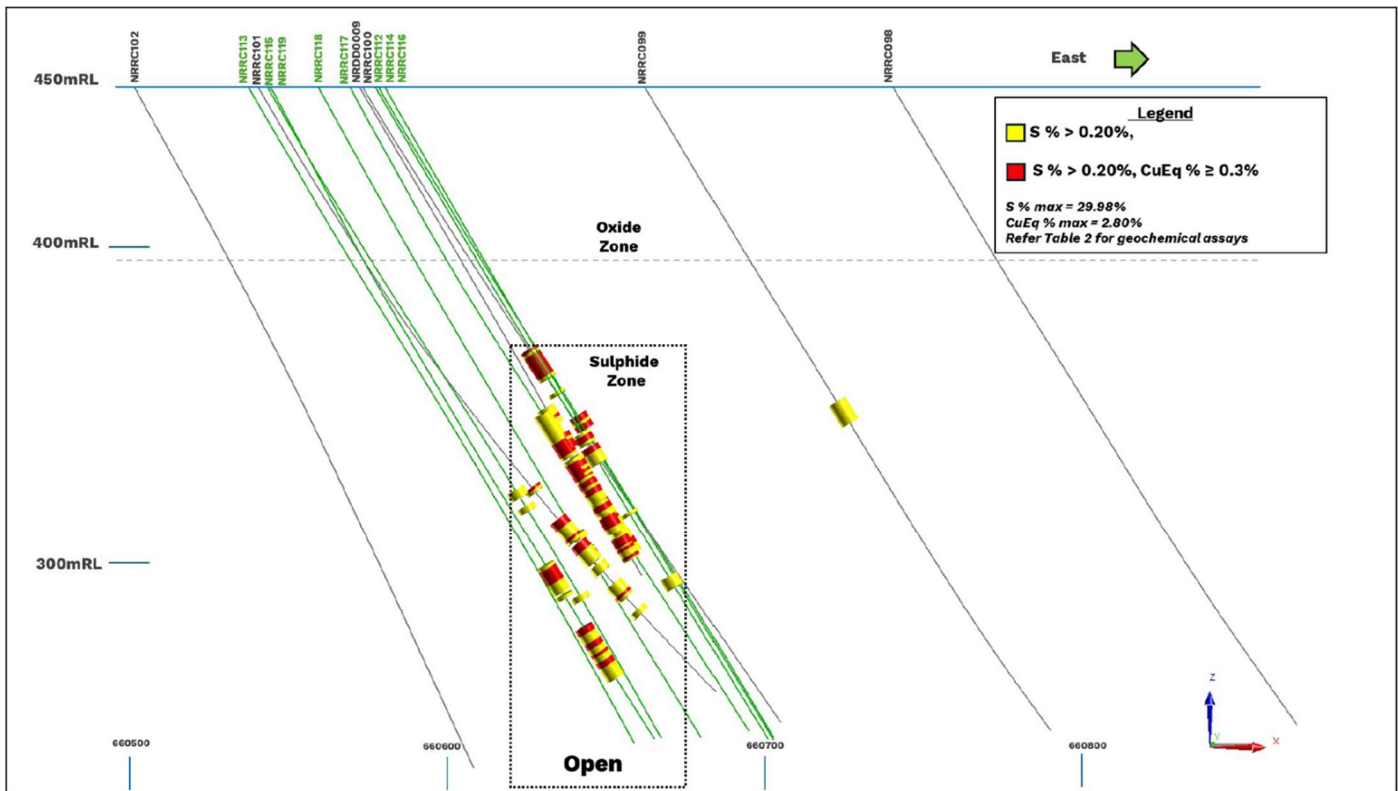 NRRC102
NRRC113
NRRC101
NRRC115
NRRC119
NRRC118
NRRC117
NRDD0009
NRRC100
NRRC112
NRRC114
NRRC116
NRRC099
NRRC098
East
450mRL
Legend
S % > 0.20%,
S % > 0.20%, CuEq % ≥ 0.3%
S % max = 29.98%
CuEq % max = 2.80%
Refer Table 2 for geochemical assays
Oxide
Zone
400mRL
Sulphide
Zone
300mRL
Z
Y
X
660500
660600
660700
660800
Open